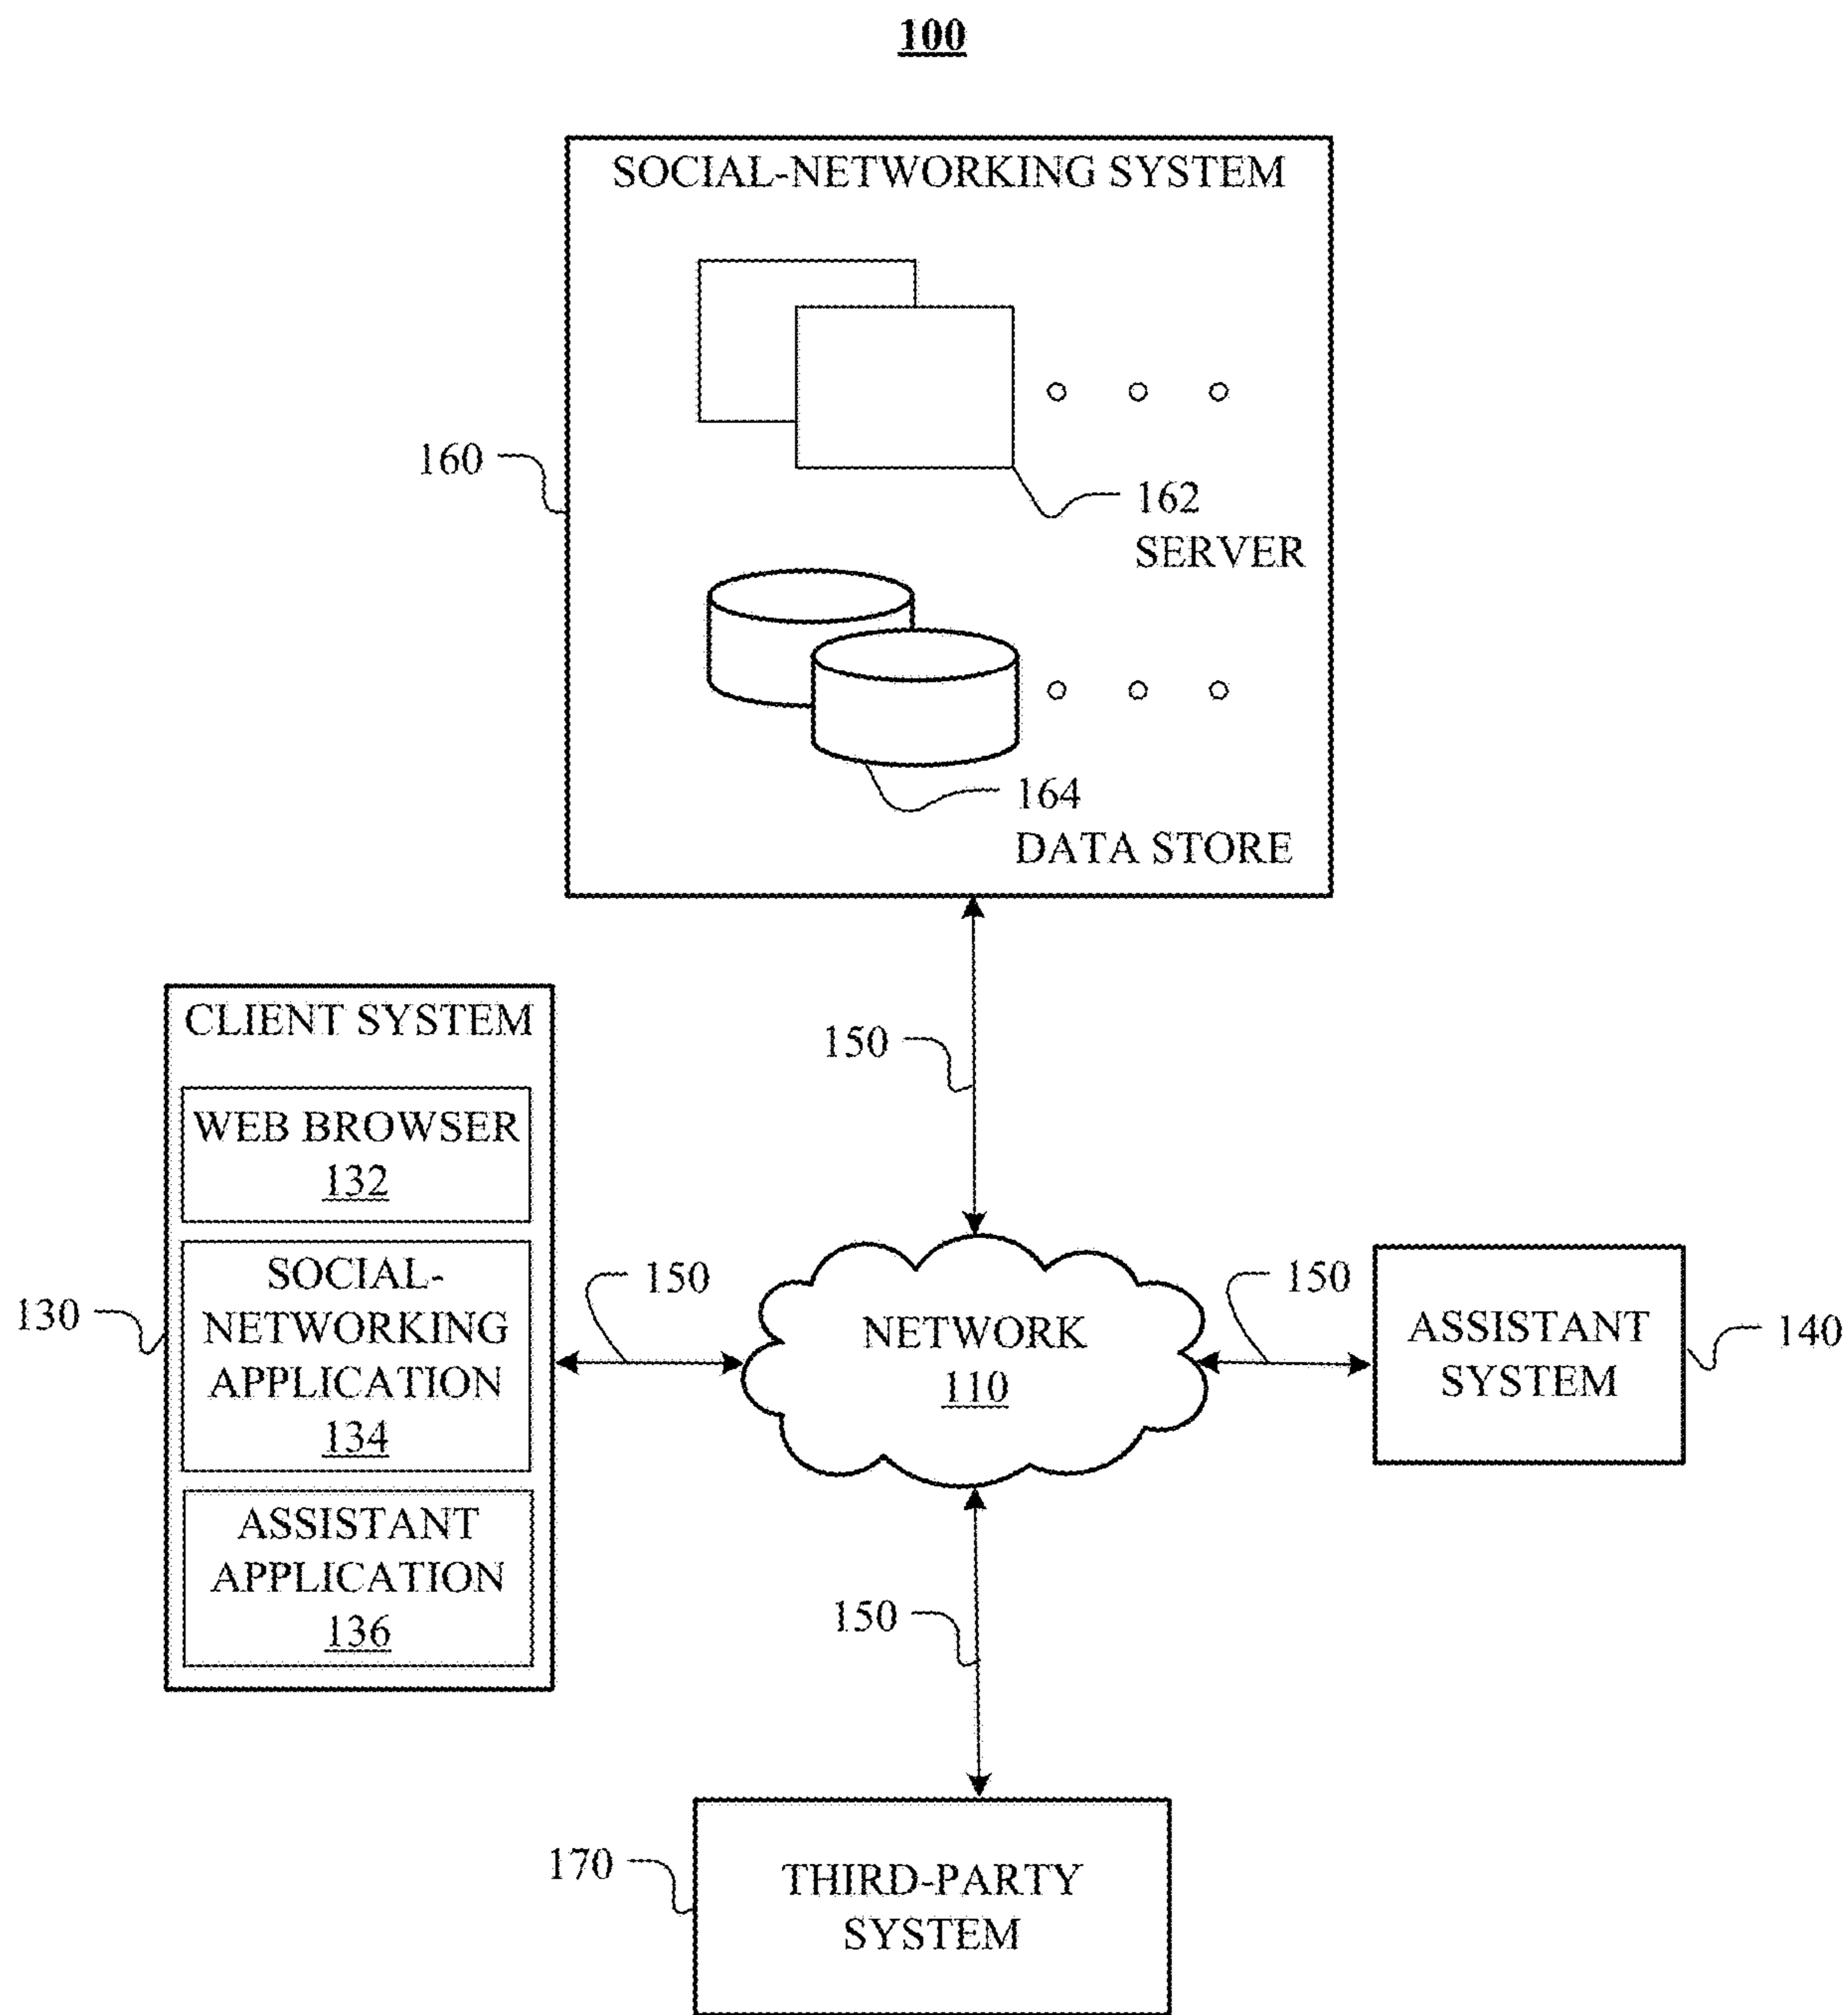 100
SOCIAL-NETWORKING SYSTEM
160
162
SERVER
164
DATA STORE
CLIENT SYSTEM
WEB BROWSER
132
SOCIAL-
NETWORKING
APPLICATION
134
ASSISTANT
APPLICATION
136
130
150
150
NETWORK
110
150
ASSISTANT
SYSTEM
140
150
170
THIRD-PARTY
SYSTEM